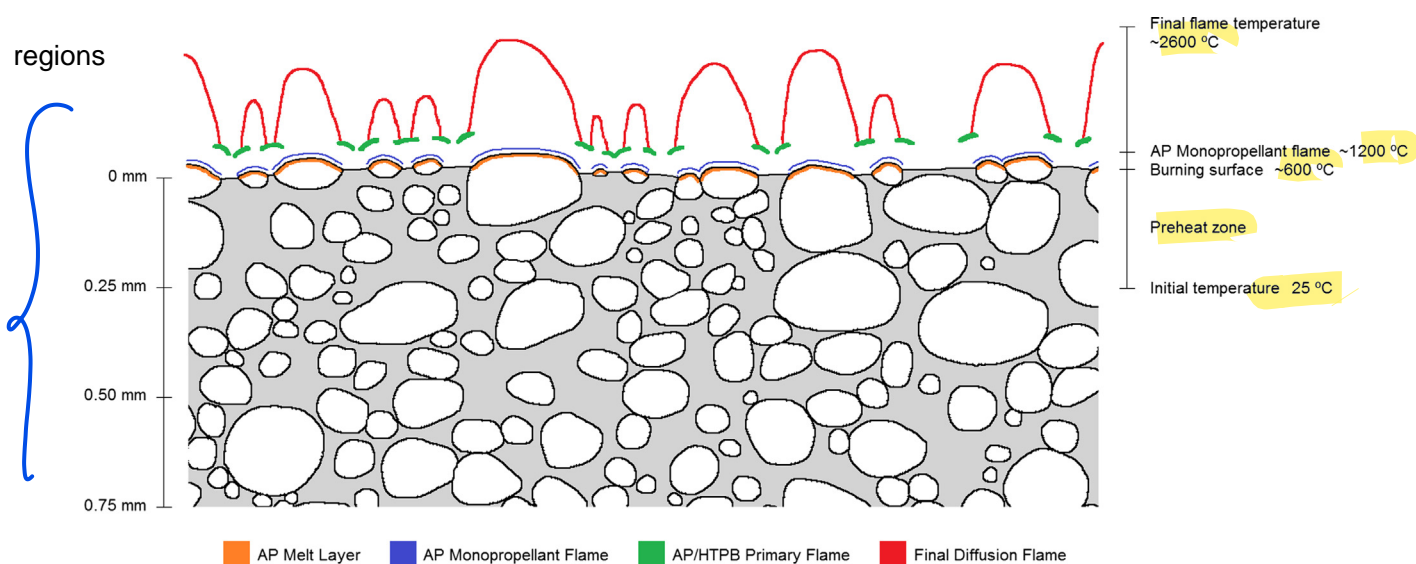 regions
Final flame temperature
~2600 ºC
AP Monopropellant flame ~1200 ºC
Burning surface ~600 ºC
Preheat zone
Initial temperature 25 ºC
0 mm
0.25 mm
0.50 mm
0.75 mm
AP Melt Layer
AP Monopropellant Flame
AP/HTPB Primary Flame
Final Diffusion Flame